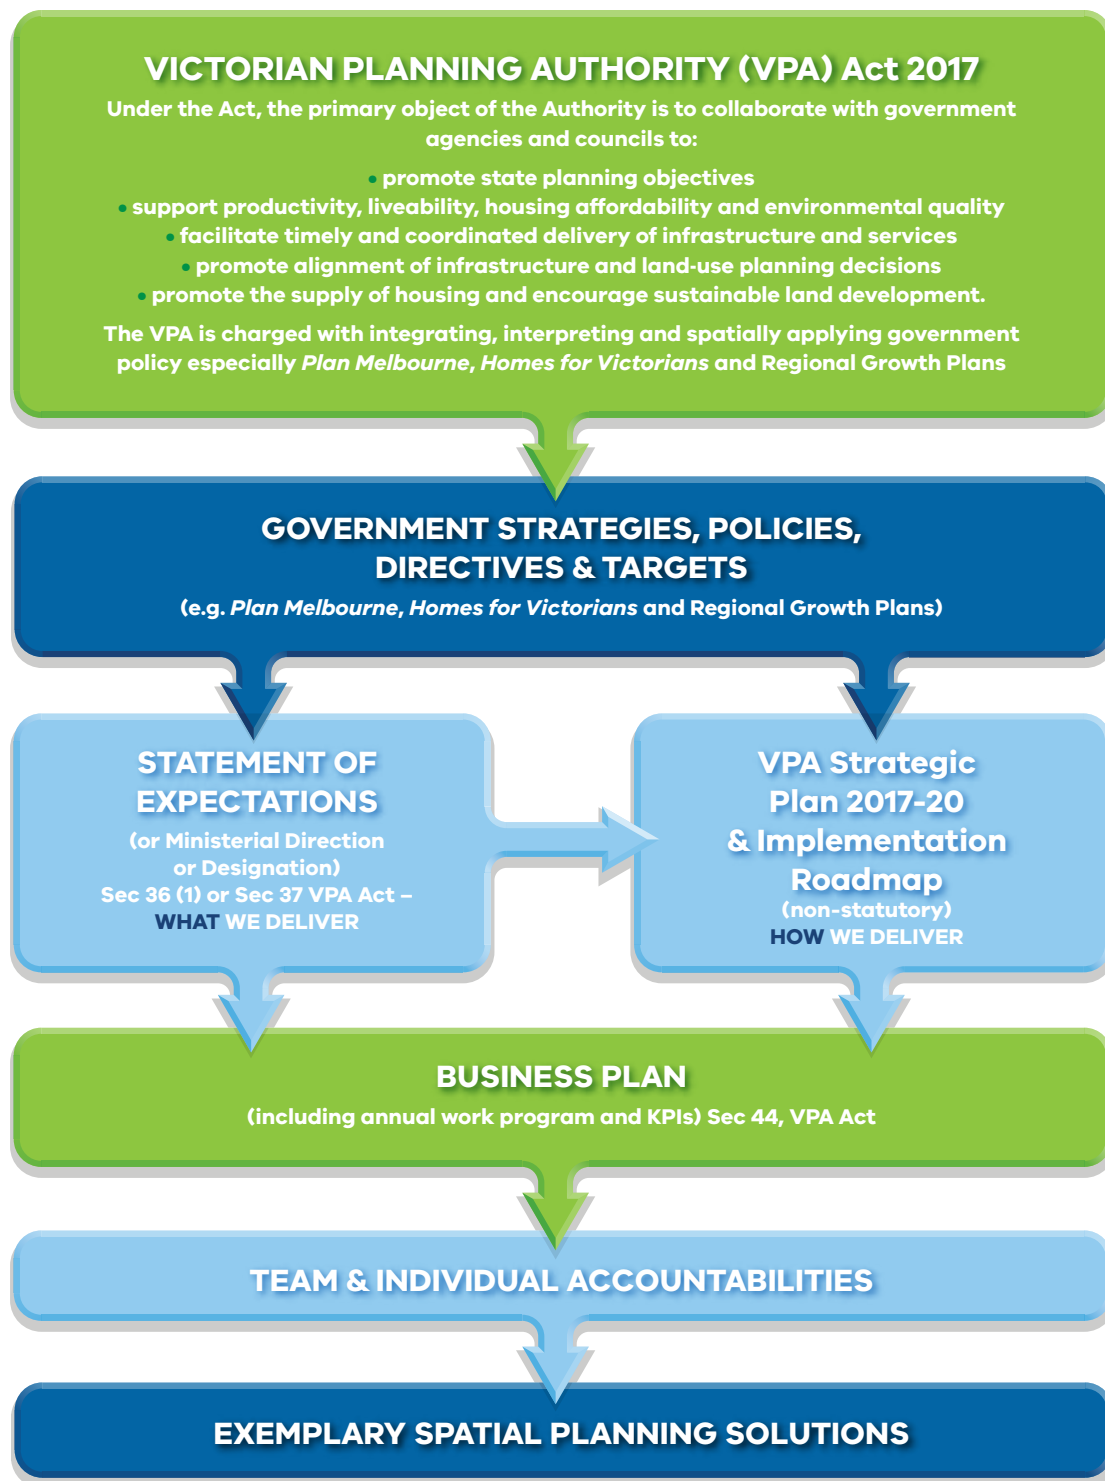 VICTORIAN PLANNING AUTHORITY (VPA) Act 2017
Under the Act, the primary object of the Authority is to collaborate with government
agencies and councils to:
• promote state planning objectives
• support productivity, liveability, housing affordability and environmental quality
• facilitate timely and coordinated delivery of infrastructure and services
• promote alignment of infrastructure and land-use planning decisions
• promote the supply of housing and encourage sustainable land development.
The VPA is charged with integrating, interpreting and spatially applying government
policy especially Plan Melbourne, Homes for Victorians and Regional Growth Plans
GOVERNMENT STRATEGIES, POLICIES,
DIRECTIVES & TARGETS
(e.g. Plan Melbourne, Homes for Victorians and Regional Growth Plans)
STATEMENT OF
EXPECTATIONS
(or Ministerial Direction
or Designation)
Sec 36 (1) or Sec 37 VPA Act –
WHAT WE DELIVER
VPA Strategic
Plan 2017-20
& Implementation
Roadmap
(non-statutory)
HOW WE DELIVER
BUSINESS PLAN
(including annual work program and KPIs) Sec 44, VPA Act
TEAM & INDIVIDUAL ACCOUNTABILITIES
EXEMPLARY SPATIAL PLANNING SOLUTIONS